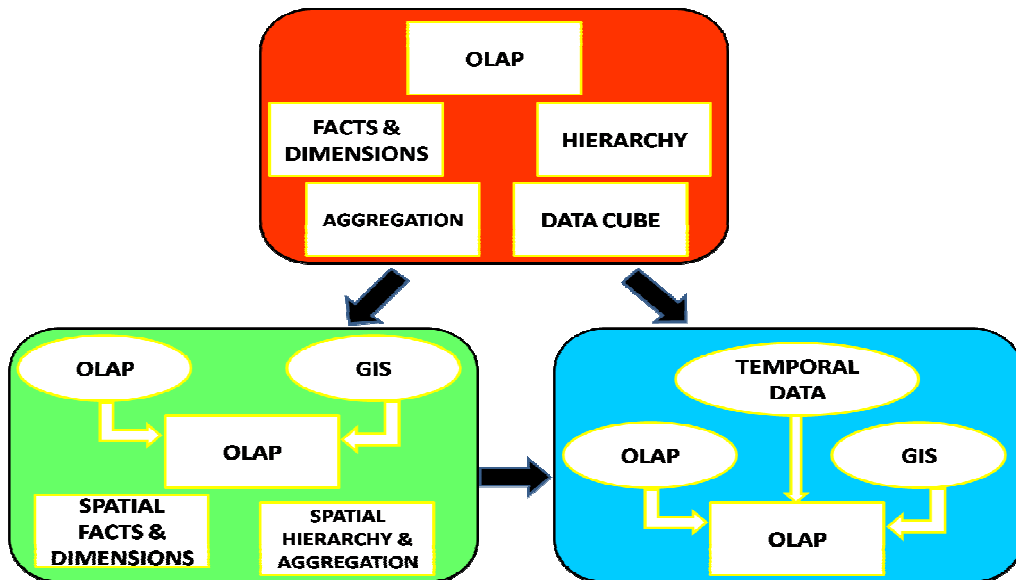 OLAP
FACTS &
DIMENSIONS
HIERARCHY
AGGREGATION
DATA CUBE
OLAP
GIS
OLAP
SPATIAL
FACTS &
DIMENSIONS
SPATIAL
HIERARCHY &
AGGREGATION
TEMPORAL
DATA
OLAP
GIS
OLAP